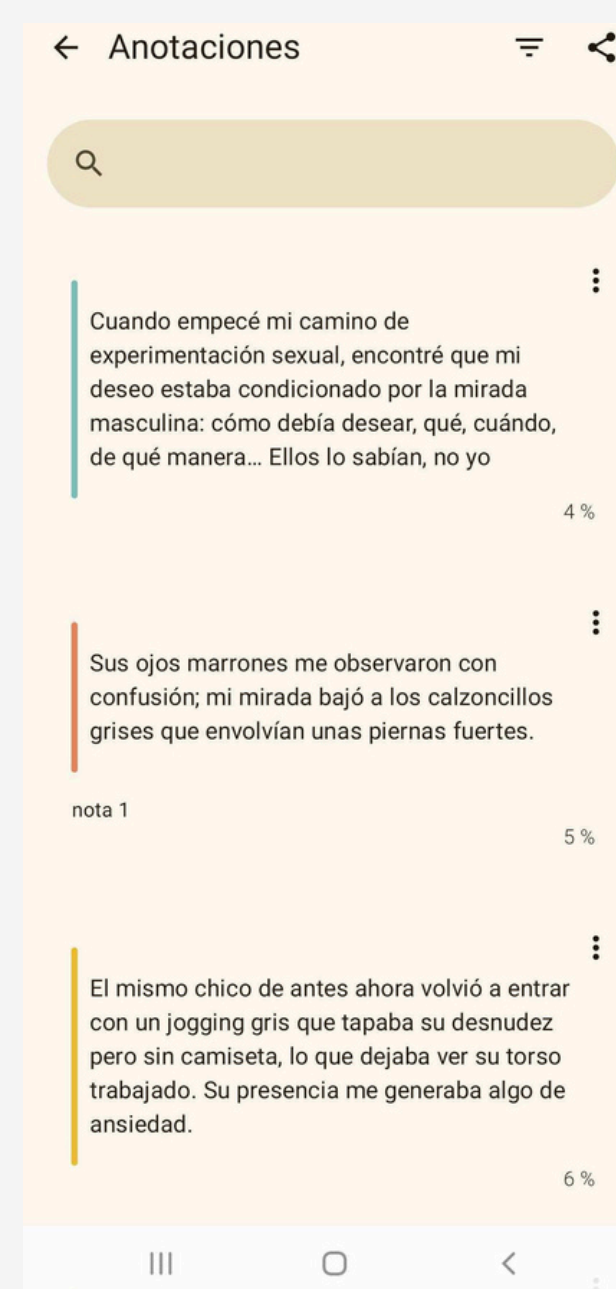 Anotaciones
Cuando empecé mi camino de
experimentación sexual, encontré que mi
deseo estaba condicionado por la mirada
masculina: cómo debía desear, qué, cuándo,
de qué manera... Ellos lo sabían, no yo
4 %
Sus ojos marrones me observaron con
confusión; mi mirada bajó a los calzoncillos
grises que envolvían unas piernas fuertes.
nota 1
5 %
El mismo chico de antes ahora volvió a entrar
con un jogging gris que tapaba su desnudez
pero sin camiseta, lo que dejaba ver su torso
trabajado. Su presencia me generaba algo de
ansiedad.
6 %